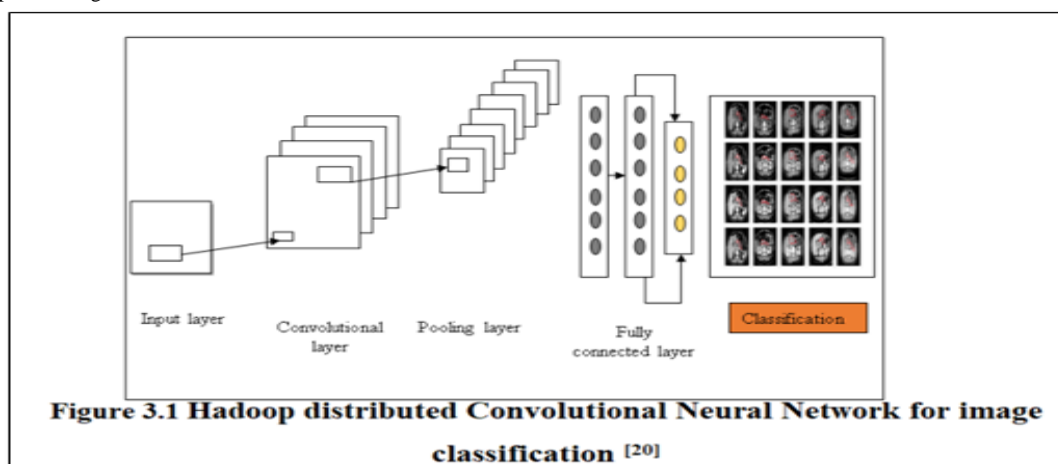 Input layer
Convolutional
layer
Pooling layer
Fully
connected layer
Classification
Figure 3.1 Hadoop distributed Convolutional Neural Network for image
classification [20]